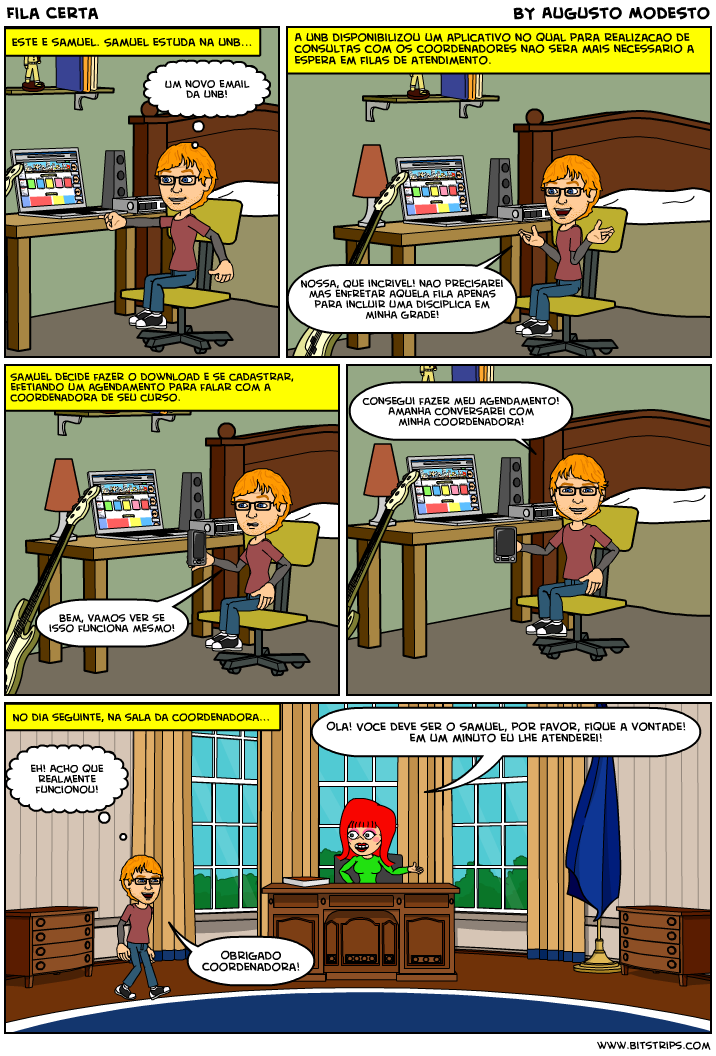 FILA CERTA
BY AUGUSTO MODESTO
ESTE E SAMUEL. SAMUEL ESTUDA NA UNB...
UM NOVO EMAIL
DA UNB!
A UNB DISPONIBILIZOU UM APLICATIVO NO QUAL PARA REALIZACAO DE
CONSULTAS COM OS COORDENADORES NAO SERA MAIS NECESSARIO A
ESPERA EM FILAS DE ATENDIMENTO.
NOSSA, QUE INCRIVEL! NAO PRECISAREI
MAS ENFRETAR AQUELA FILA APENAS
PARA INCLUIR UMA DISCIPLICA EM
MINHA GRADE!
SAMUEL DECIDE FAZER O DOWNLOAD E SE CADASTRAR,
EFETIANDO UM AGENDAMENTO PARA FALAR COM A
COORDENADORA DE SEU CURSO.
BEM, VAMOS VER SE
ISSO FUNCIONA MESMO!
CONSEGUI FAZER MEU AGENDAMENTO!
AMANHA CONVERSAREI COM
MINHA COORDENADORA!
NO DIA SEGUINTE, NA SALA DA COORDENADORA...
EH! ACHO QUE
REALMENTE
FUNCIONOU!
OLA! VOCE DEVE SER O SAMUEL, POR FAVOR, FIQUE A VONTADE!
EM UM MINUTO EU LHE ATENDEREI!
OBRIGADO
COORDENADORA!
WWW.BITSTRIPS.COM